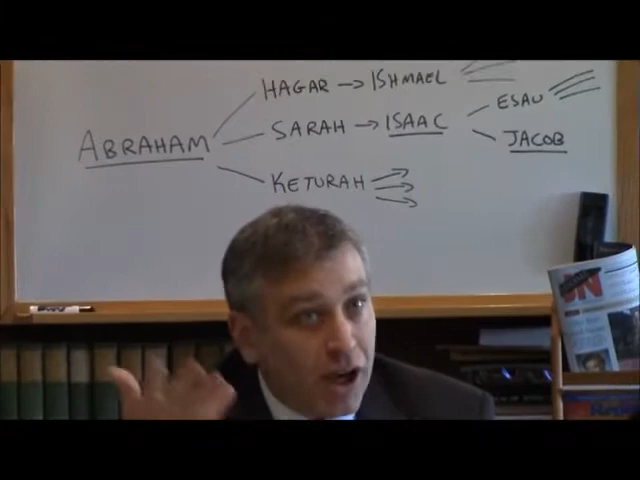 HAGAR → ISHMAEL
ESAU
ABRAHAM SARAH → ISAAC
JACOB
KETURAH